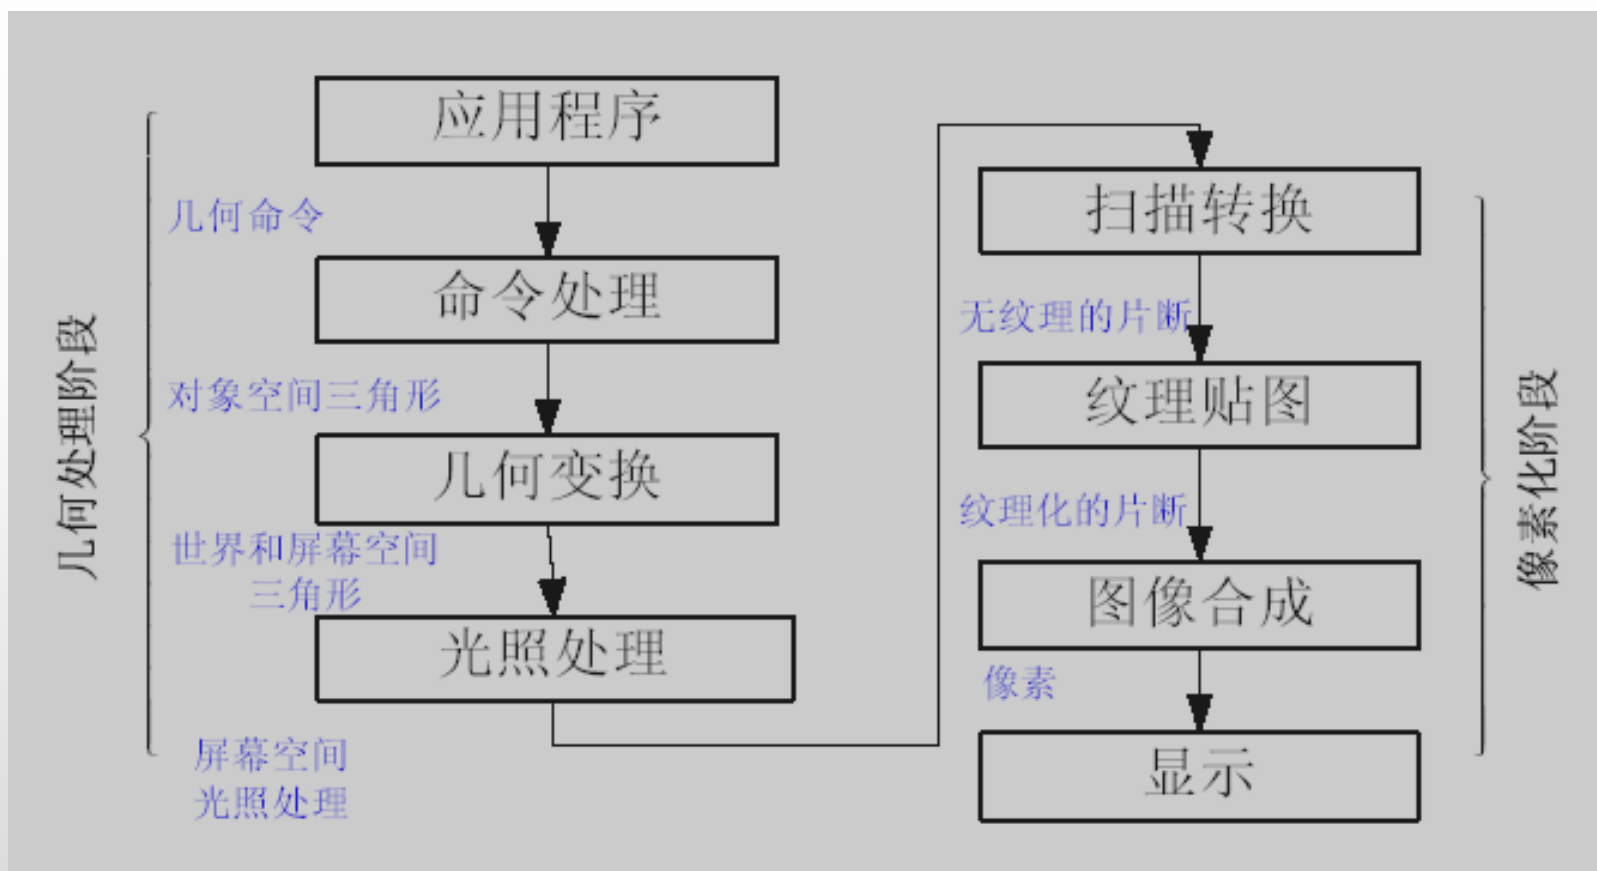 几何处理阶段
应用程序
几何命令
命令处理
对象空间三角形
几何变换
世界和屏幕空间
三角形
光照处理
屏幕空间
光照处理
扫描转换
无纹理的片断
纹理贴图
纹理化的片断
图像合成
像素
显示
像素化阶段